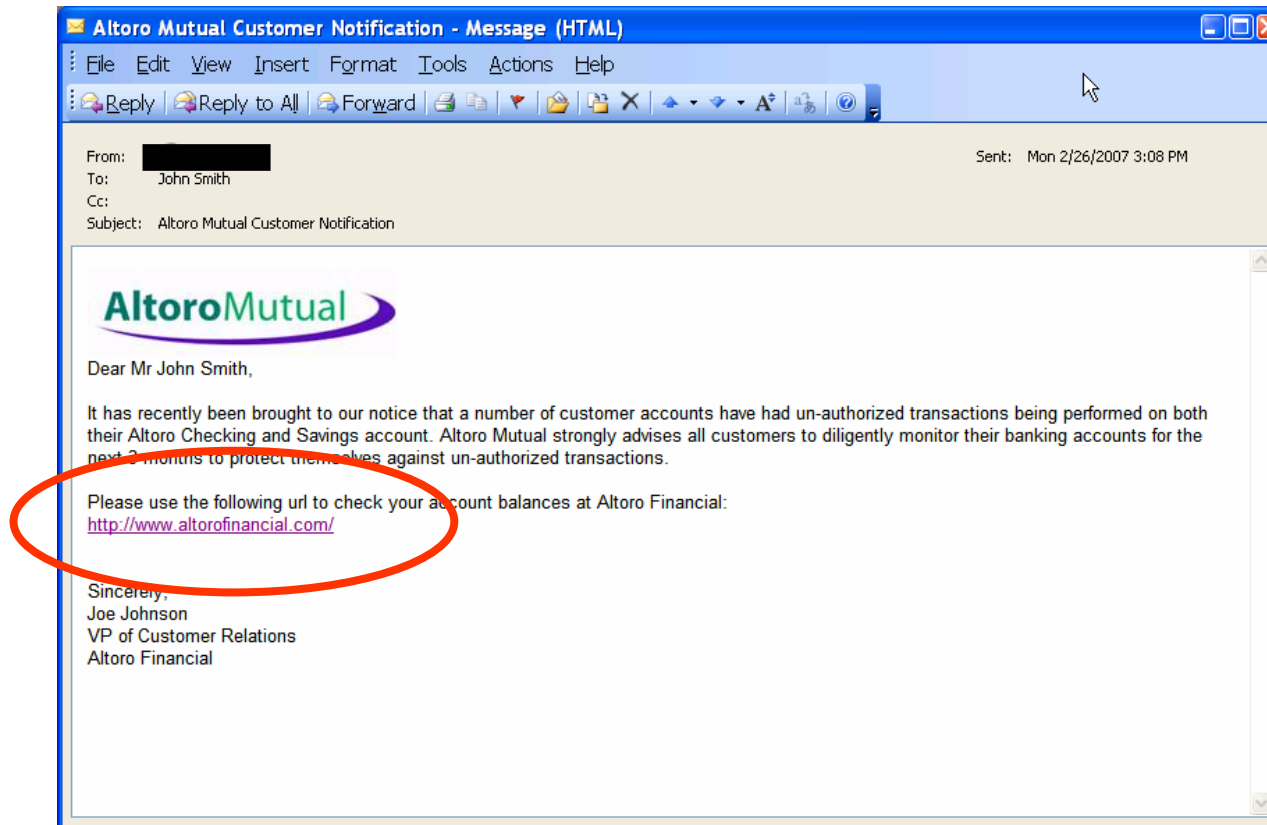 Altoro Mutual Customer Notification - Message (HTML)
File Edit View Insert Format Tools Actions Help
Reply Reply to All Forward
From:
Sent: Mon 2/26/2007 3:08 PM
To: John Smith
Cc:
Subject: Altoro Mutual Customer Notification
AltoroMutual
Dear Mr John Smith,
It has recently been brought to our notice that a number of customer accounts have had un-authorized transactions being performed on both
their Altoro Checking and Savings account. Altoro Mutual strongly advises all customers to diligently monitor their banking accounts for the
next 3 months to protect themselves against un-authorized transactions.
Please use the following url to check your account balances at Altoro Financial:
http://www.altorofinancial.com/
Sincerely,
Joe Johnson
VP of Customer Relations
Altoro Financial